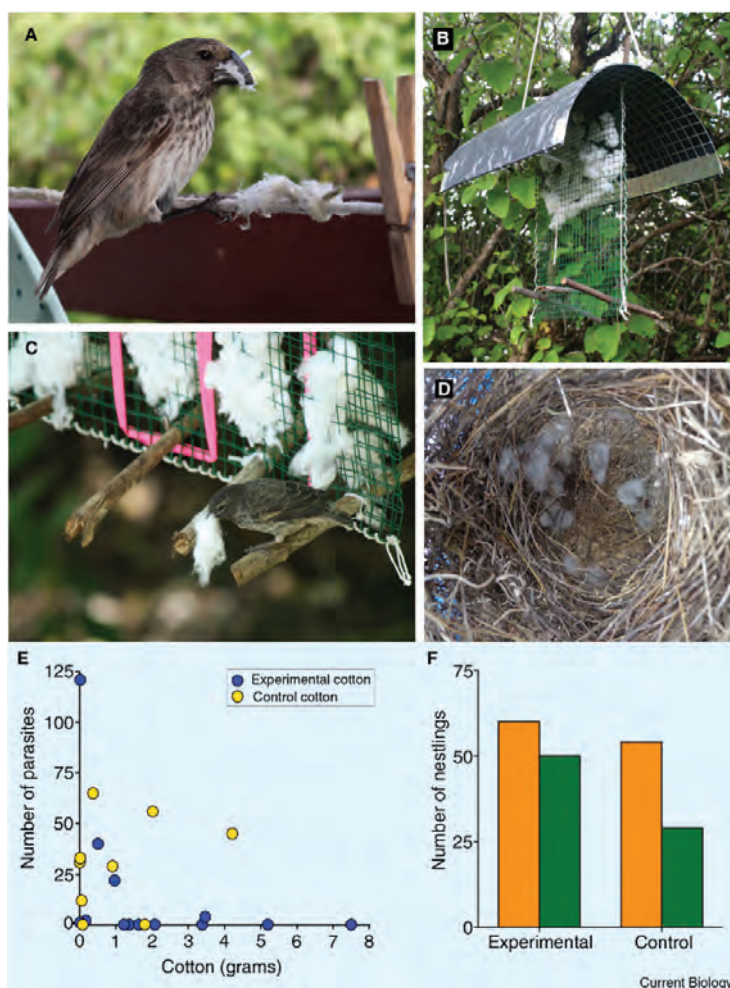 A
B
C
D
E
125
100
75
50
25
0
Number of parasites
Experimental cotton
Control cotton
0 1 2 3 4 5 6 7 8
Cotton (grams)
F
75
50
25
0
Number of nestlings
Experimental Control
Current Biology